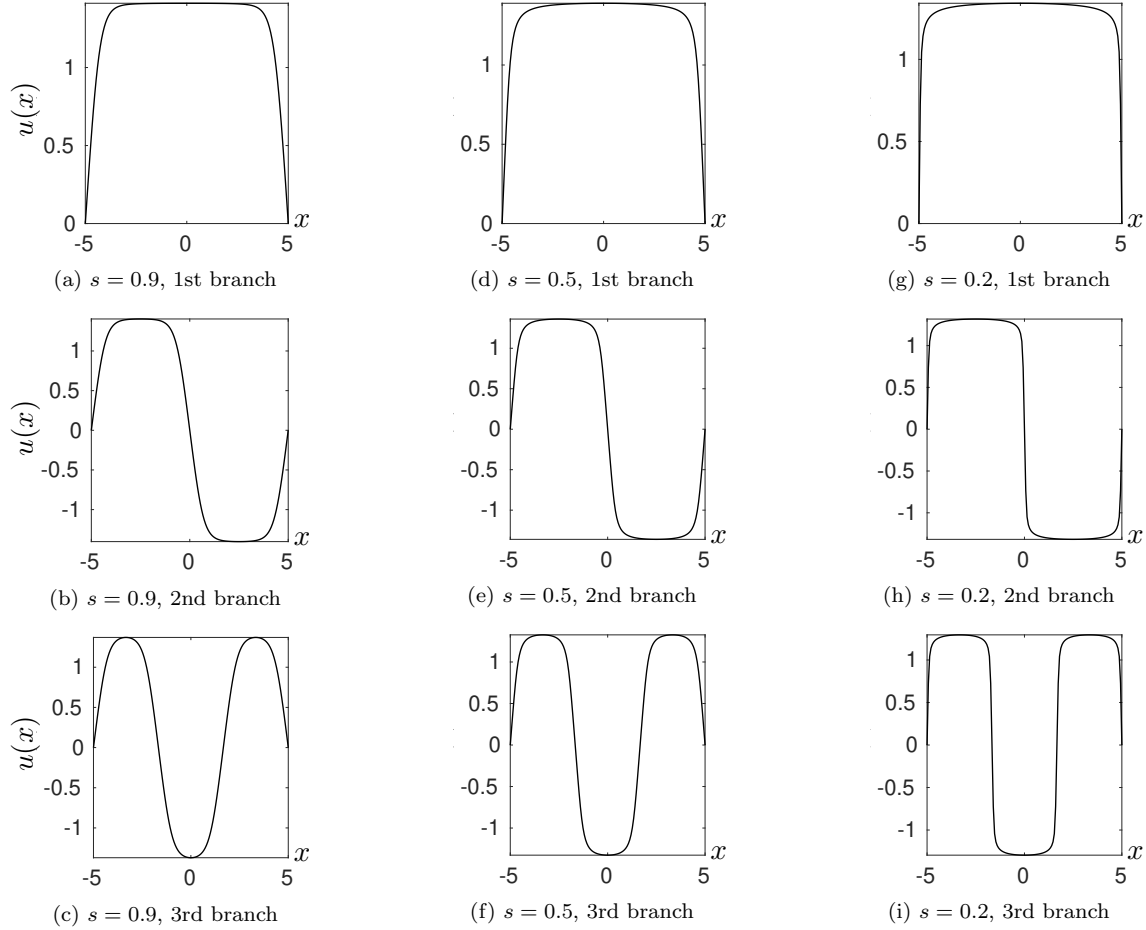 u(x)
1
0.5
0
-5 0 5
x
(a) s = 0.9, 1st branch
1
0.5
0
-5 0 5
x
(d) s = 0.5, 1st branch
1
0.5
0
-5 0 5
x
(g) s = 0.2, 1st branch
u(x)
1
0.5
0
-0.5
-1
-5 0 5
x
(b) s = 0.9, 2nd branch
1
0.5
0
-0.5
-1
-5 0 5
x
(e) s = 0.5, 2nd branch
1
0.5
0
-0.5
-1
-5 0 5
x
(h) s = 0.2, 2nd branch
u(x)
1
0.5
0
-0.5
-1
-5 0 5
x
(c) s = 0.9, 3rd branch
1
0.5
0
-0.5
-1
-5 0 5
x
(f) s = 0.5, 3rd branch
1
0.5
0
-0.5
-1
-5 0 5
x
(i) s = 0.2, 3rd branch